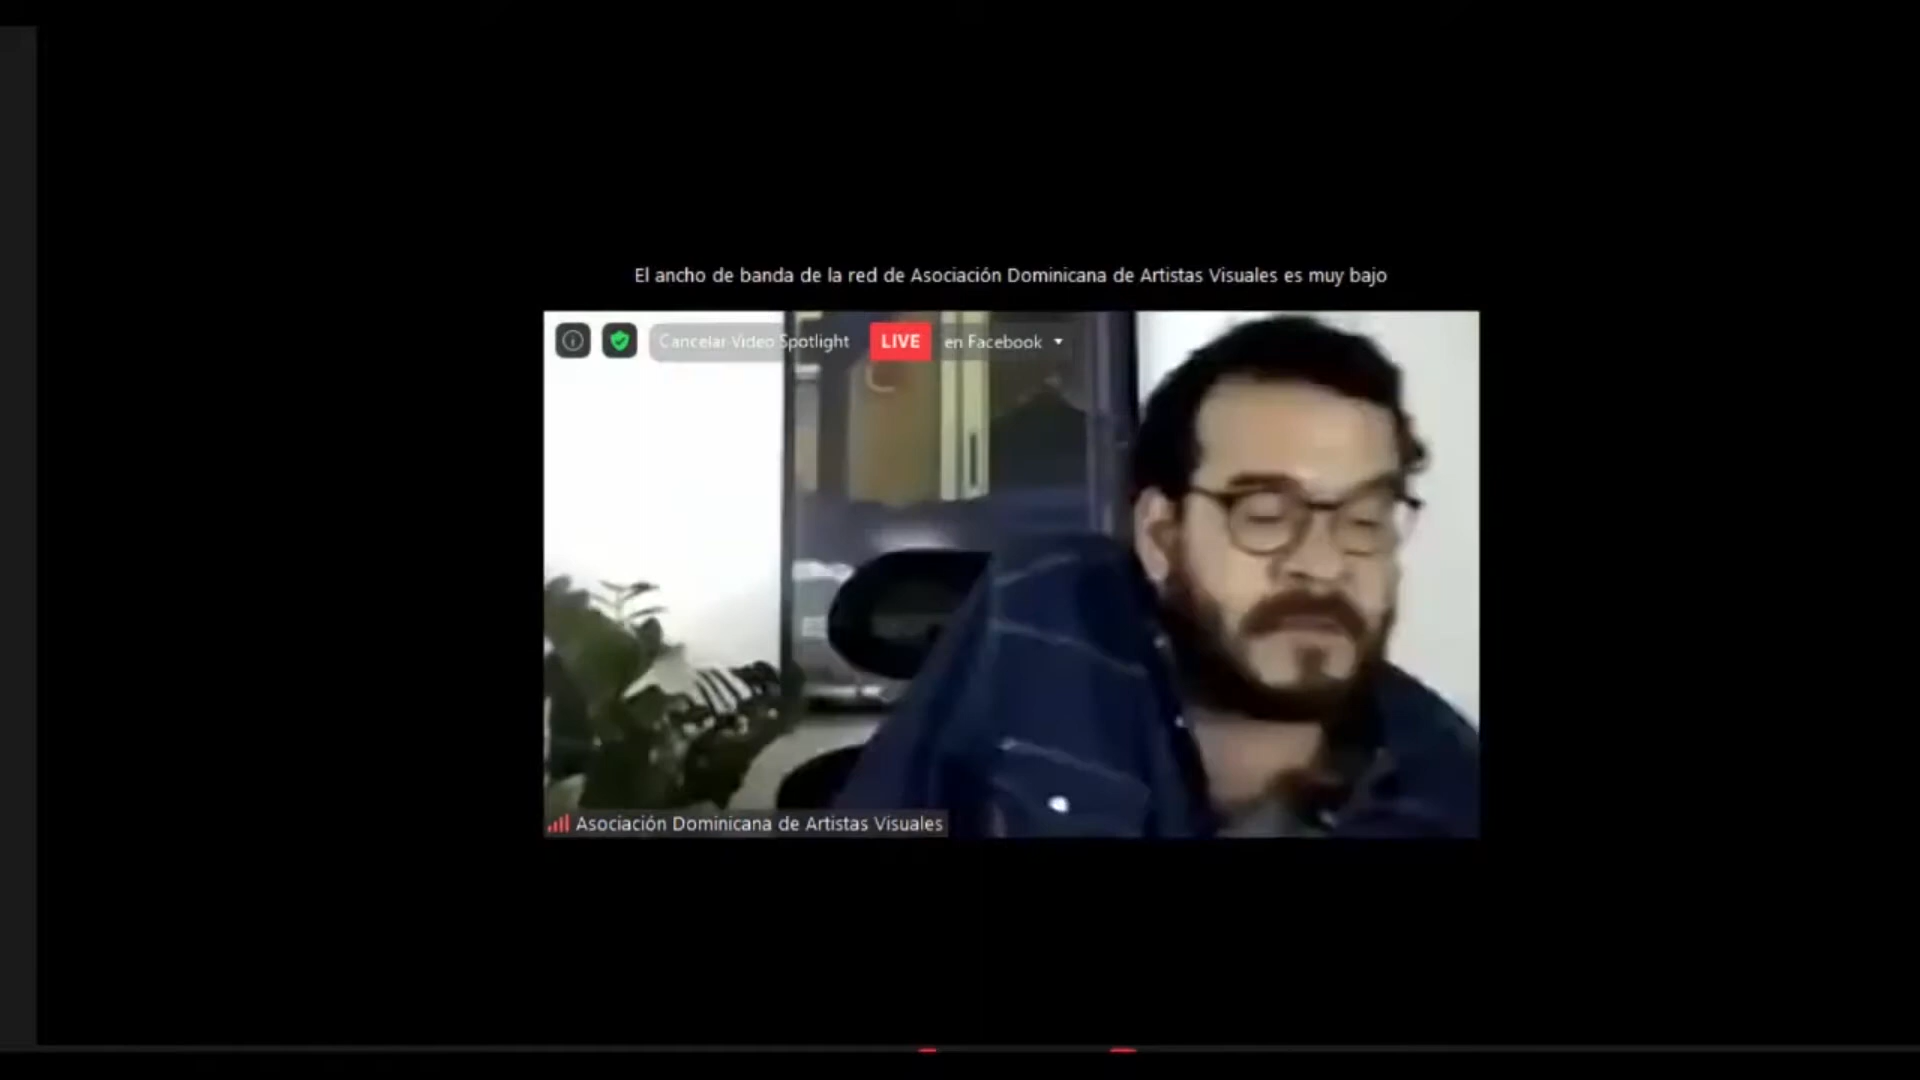 El ancho de banda de la red de Asociación Dominicana de Artistas Visuales es muy bajo
Cancelar Video Spotlight LIVE en Facebook
Asociación Dominicana de Artistas Visuales